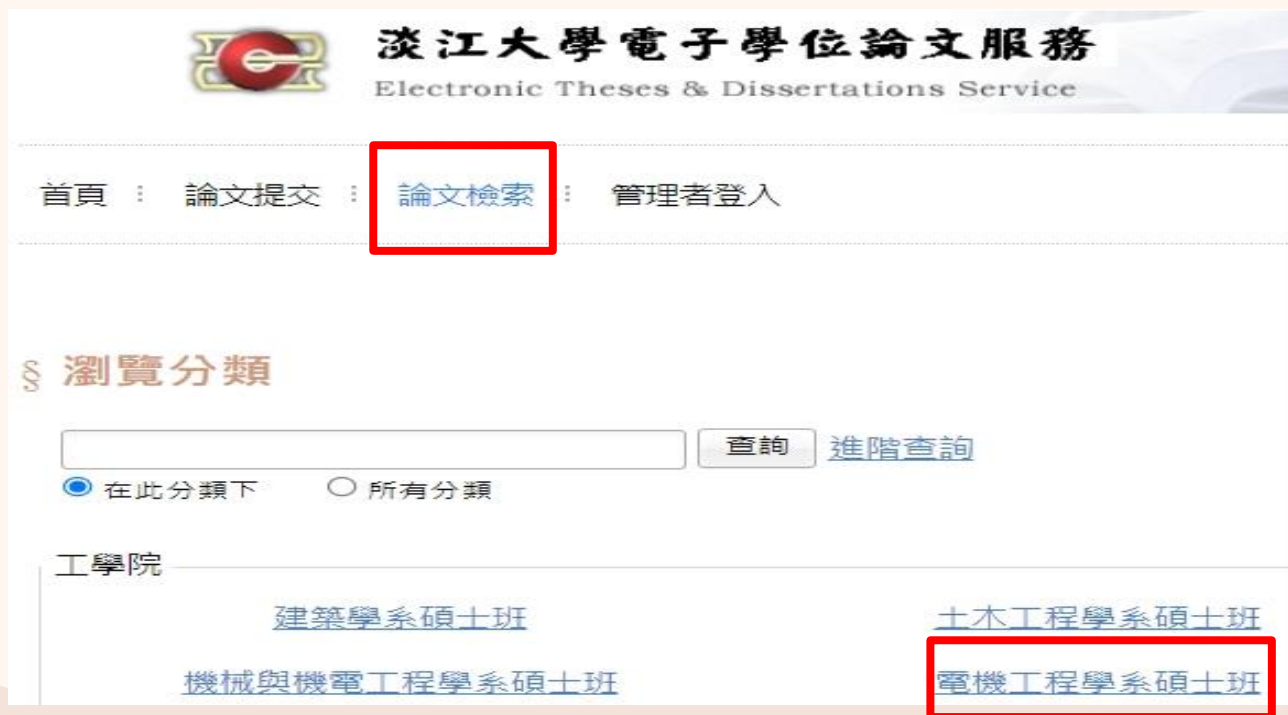 淡江大學電子學位論文服務
Electronic Theses & Dissertations Service
首頁 ⁝ 論文提交 ⁝ 論文檢索 ⁝ 管理者登入
§ 瀏覽分類
查詢 進階查詢
在此分類下 所有分類
工學院
建築學系碩士班 土木工程學系碩士班
機械與機電工程學系碩士班 電機工程學系碩士班